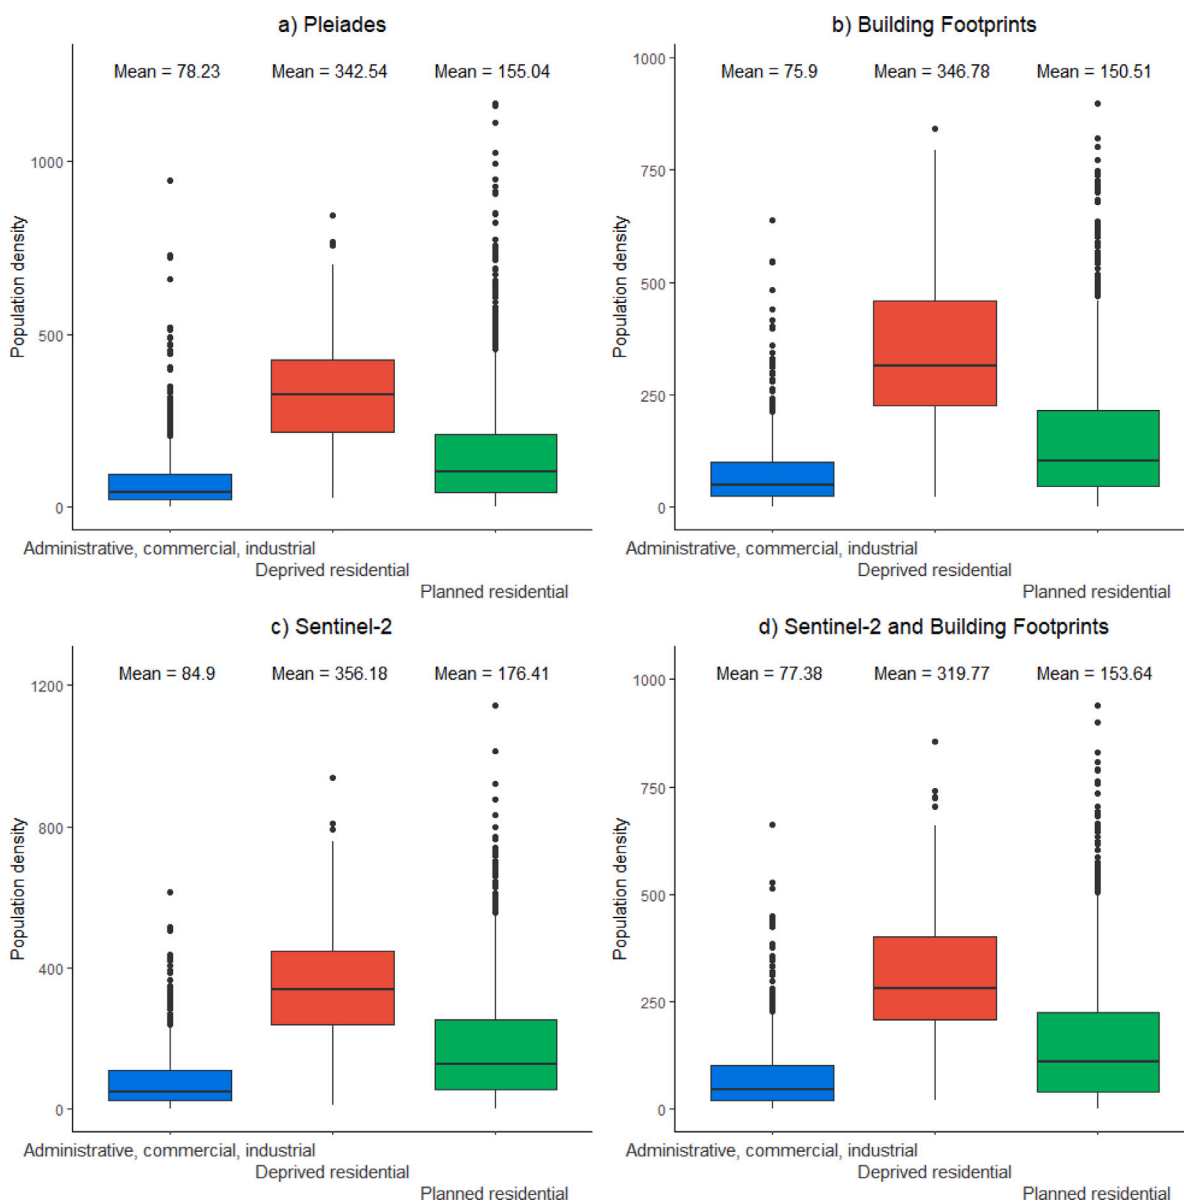 a) Pleiades
Mean = 78.23 Mean = 342.54 Mean = 155.04
1000
500
0
Population density
Administrative, commercial, industrial
Deprived residential
Planned residential
b) Building Footprints
1000
Mean = 75.9 Mean = 346.78 Mean = 150.51
750
500
250
0
Population density
Administrative, commercial, industrial
Deprived residential
Planned residential
c) Sentinel-2
Mean = 84.9 Mean = 356.18 Mean = 176.41
1200
800
400
0
Population density
Administrative, commercial, industrial
Deprived residential
Planned residential
d) Sentinel-2 and Building Footprints
Mean = 77.38 Mean = 319.77 Mean = 153.64
1000
750
500
250
0
Population density
Administrative, commercial, industrial
Deprived residential
Planned residential